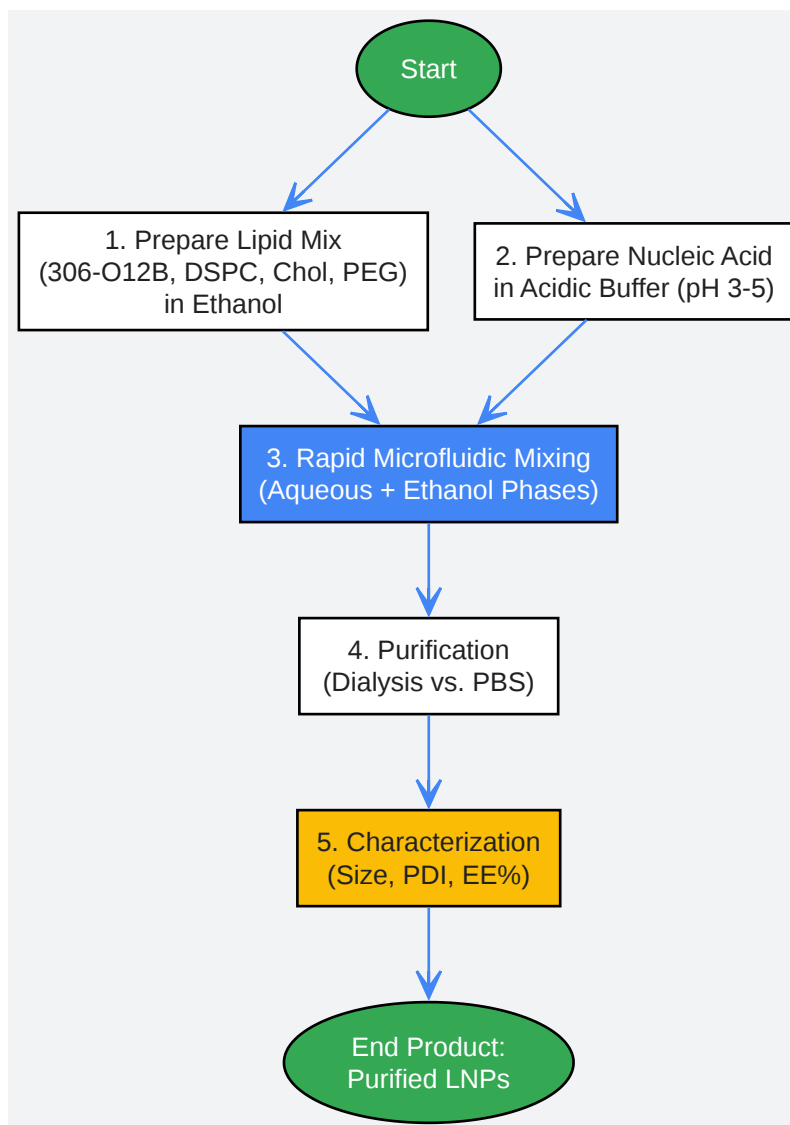 Start
1. Prepare Lipid Mix
(306-O12B, DSPC, Chol, PEG)
in Ethanol
2. Prepare Nucleic Acid
in Acidic Buffer (pH 3-5)
3. Rapid Microfluidic Mixing
(Aqueous + Ethanol Phases)
4. Purification
(Dialysis vs. PBS)
5. Characterization
(Size, PDI, EE%)
End Product:
Purified LNPs